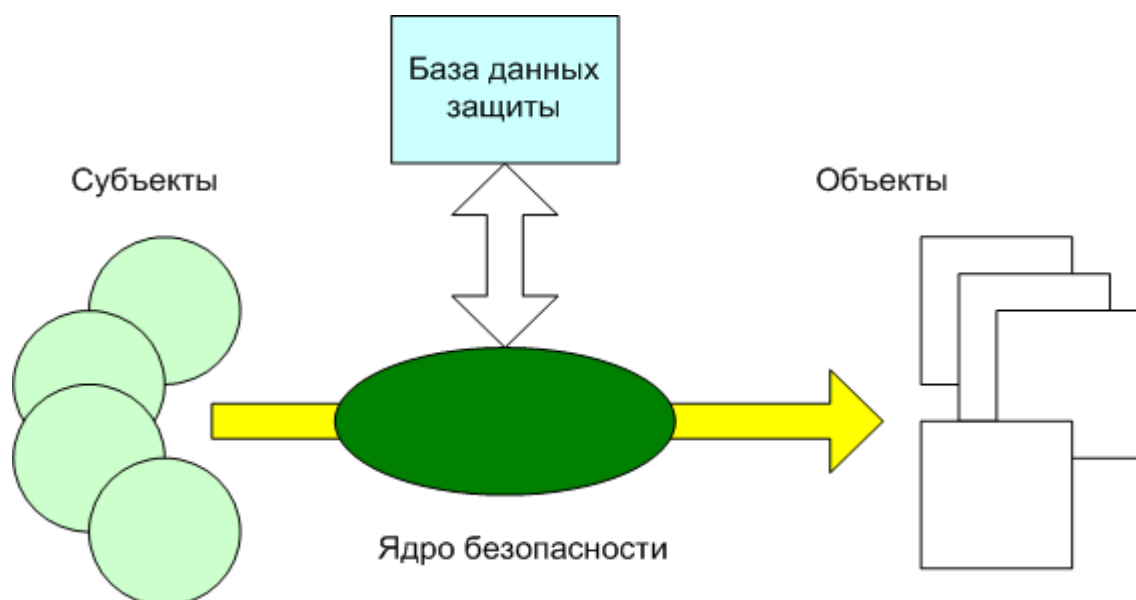 База данных
защиты
Субъекты
Объекты
Ядро безопасности